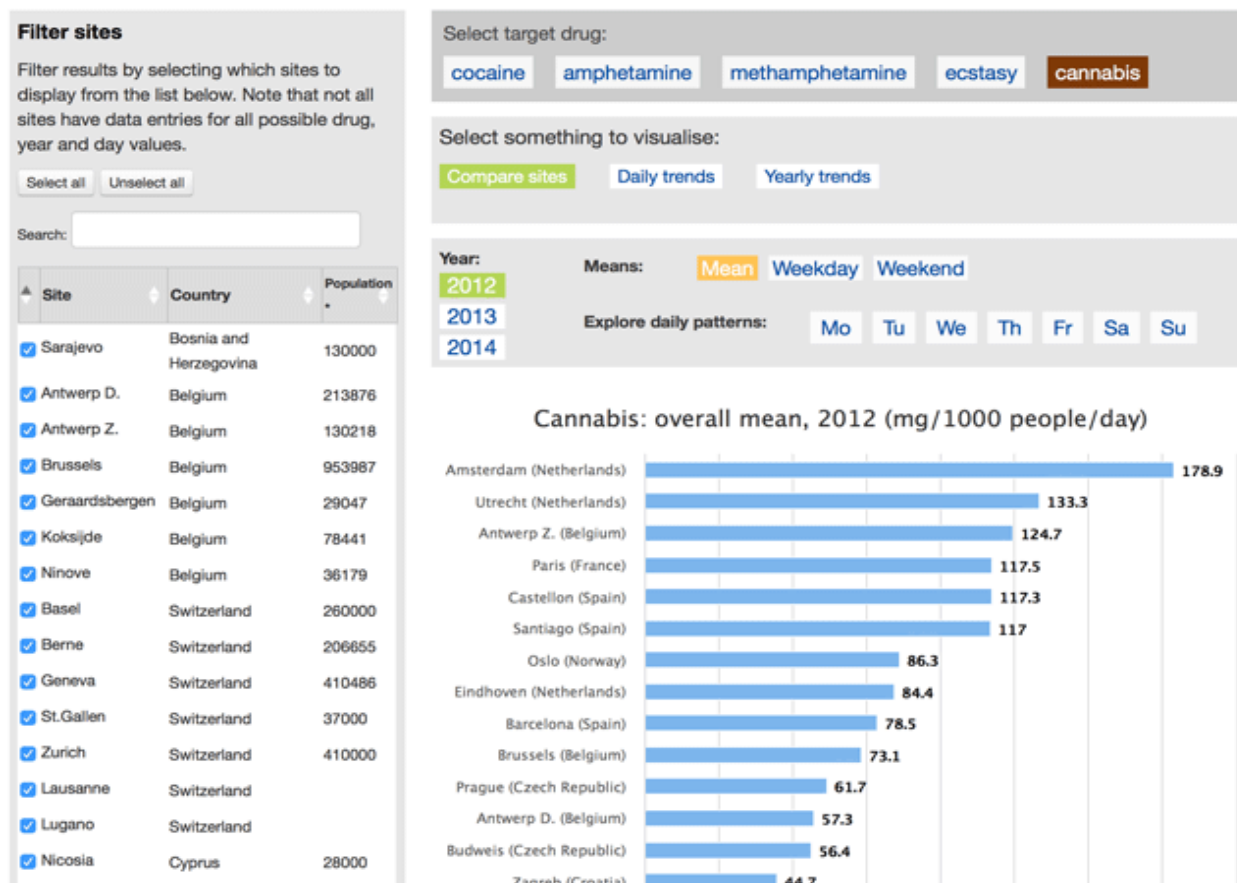 Filter sites
Filter results by selecting which sites to
display from the list below. Note that not all
sites have data entries for all possible drug,
year and day values.
Select all Unselect all
Search:
Site Country Population
*
Sarajevo Bosnia and Herzegovina 130000
Antwerp D. Belgium 213876
Antwerp Z. Belgium 130218
Brussels Belgium 953987
Geraardsbergen Belgium 29047
Koksijde Belgium 78441
Ninove Belgium 36179
Basel Switzerland 260000
Berne Switzerland 206655
Geneva Switzerland 410486
St.Gallen Switzerland 37000
Zurich Switzerland 410000
Lausanne Switzerland
Lugano Switzerland
Nicosia Cyprus 28000
Select target drug:
cocaine amphetamine methamphetamine ecstasy cannabis
Select something to visualise:
Compare sites Daily trends Yearly trends
Year:
2012
2013
2014
Means: Mean Weekday Weekend
Explore daily patterns: Mo Tu We Th Fr Sa Su
Cannabis: overall mean, 2012 (mg/1000 people/day)
Amsterdam (Netherlands) 178.9
Utrecht (Netherlands) 133.3
Antwerp Z. (Belgium) 124.7
Paris (France) 117.5
Castellon (Spain) 117.3
Santiago (Spain) 117
Oslo (Norway) 86.3
Eindhoven (Netherlands) 84.4
Barcelona (Spain) 78.5
Brussels (Belgium) 73.1
Prague (Czech Republic) 61.7
Antwerp D. (Belgium) 57.3
Budweis (Czech Republic) 56.4
Zagreb (Croatia) 44.7